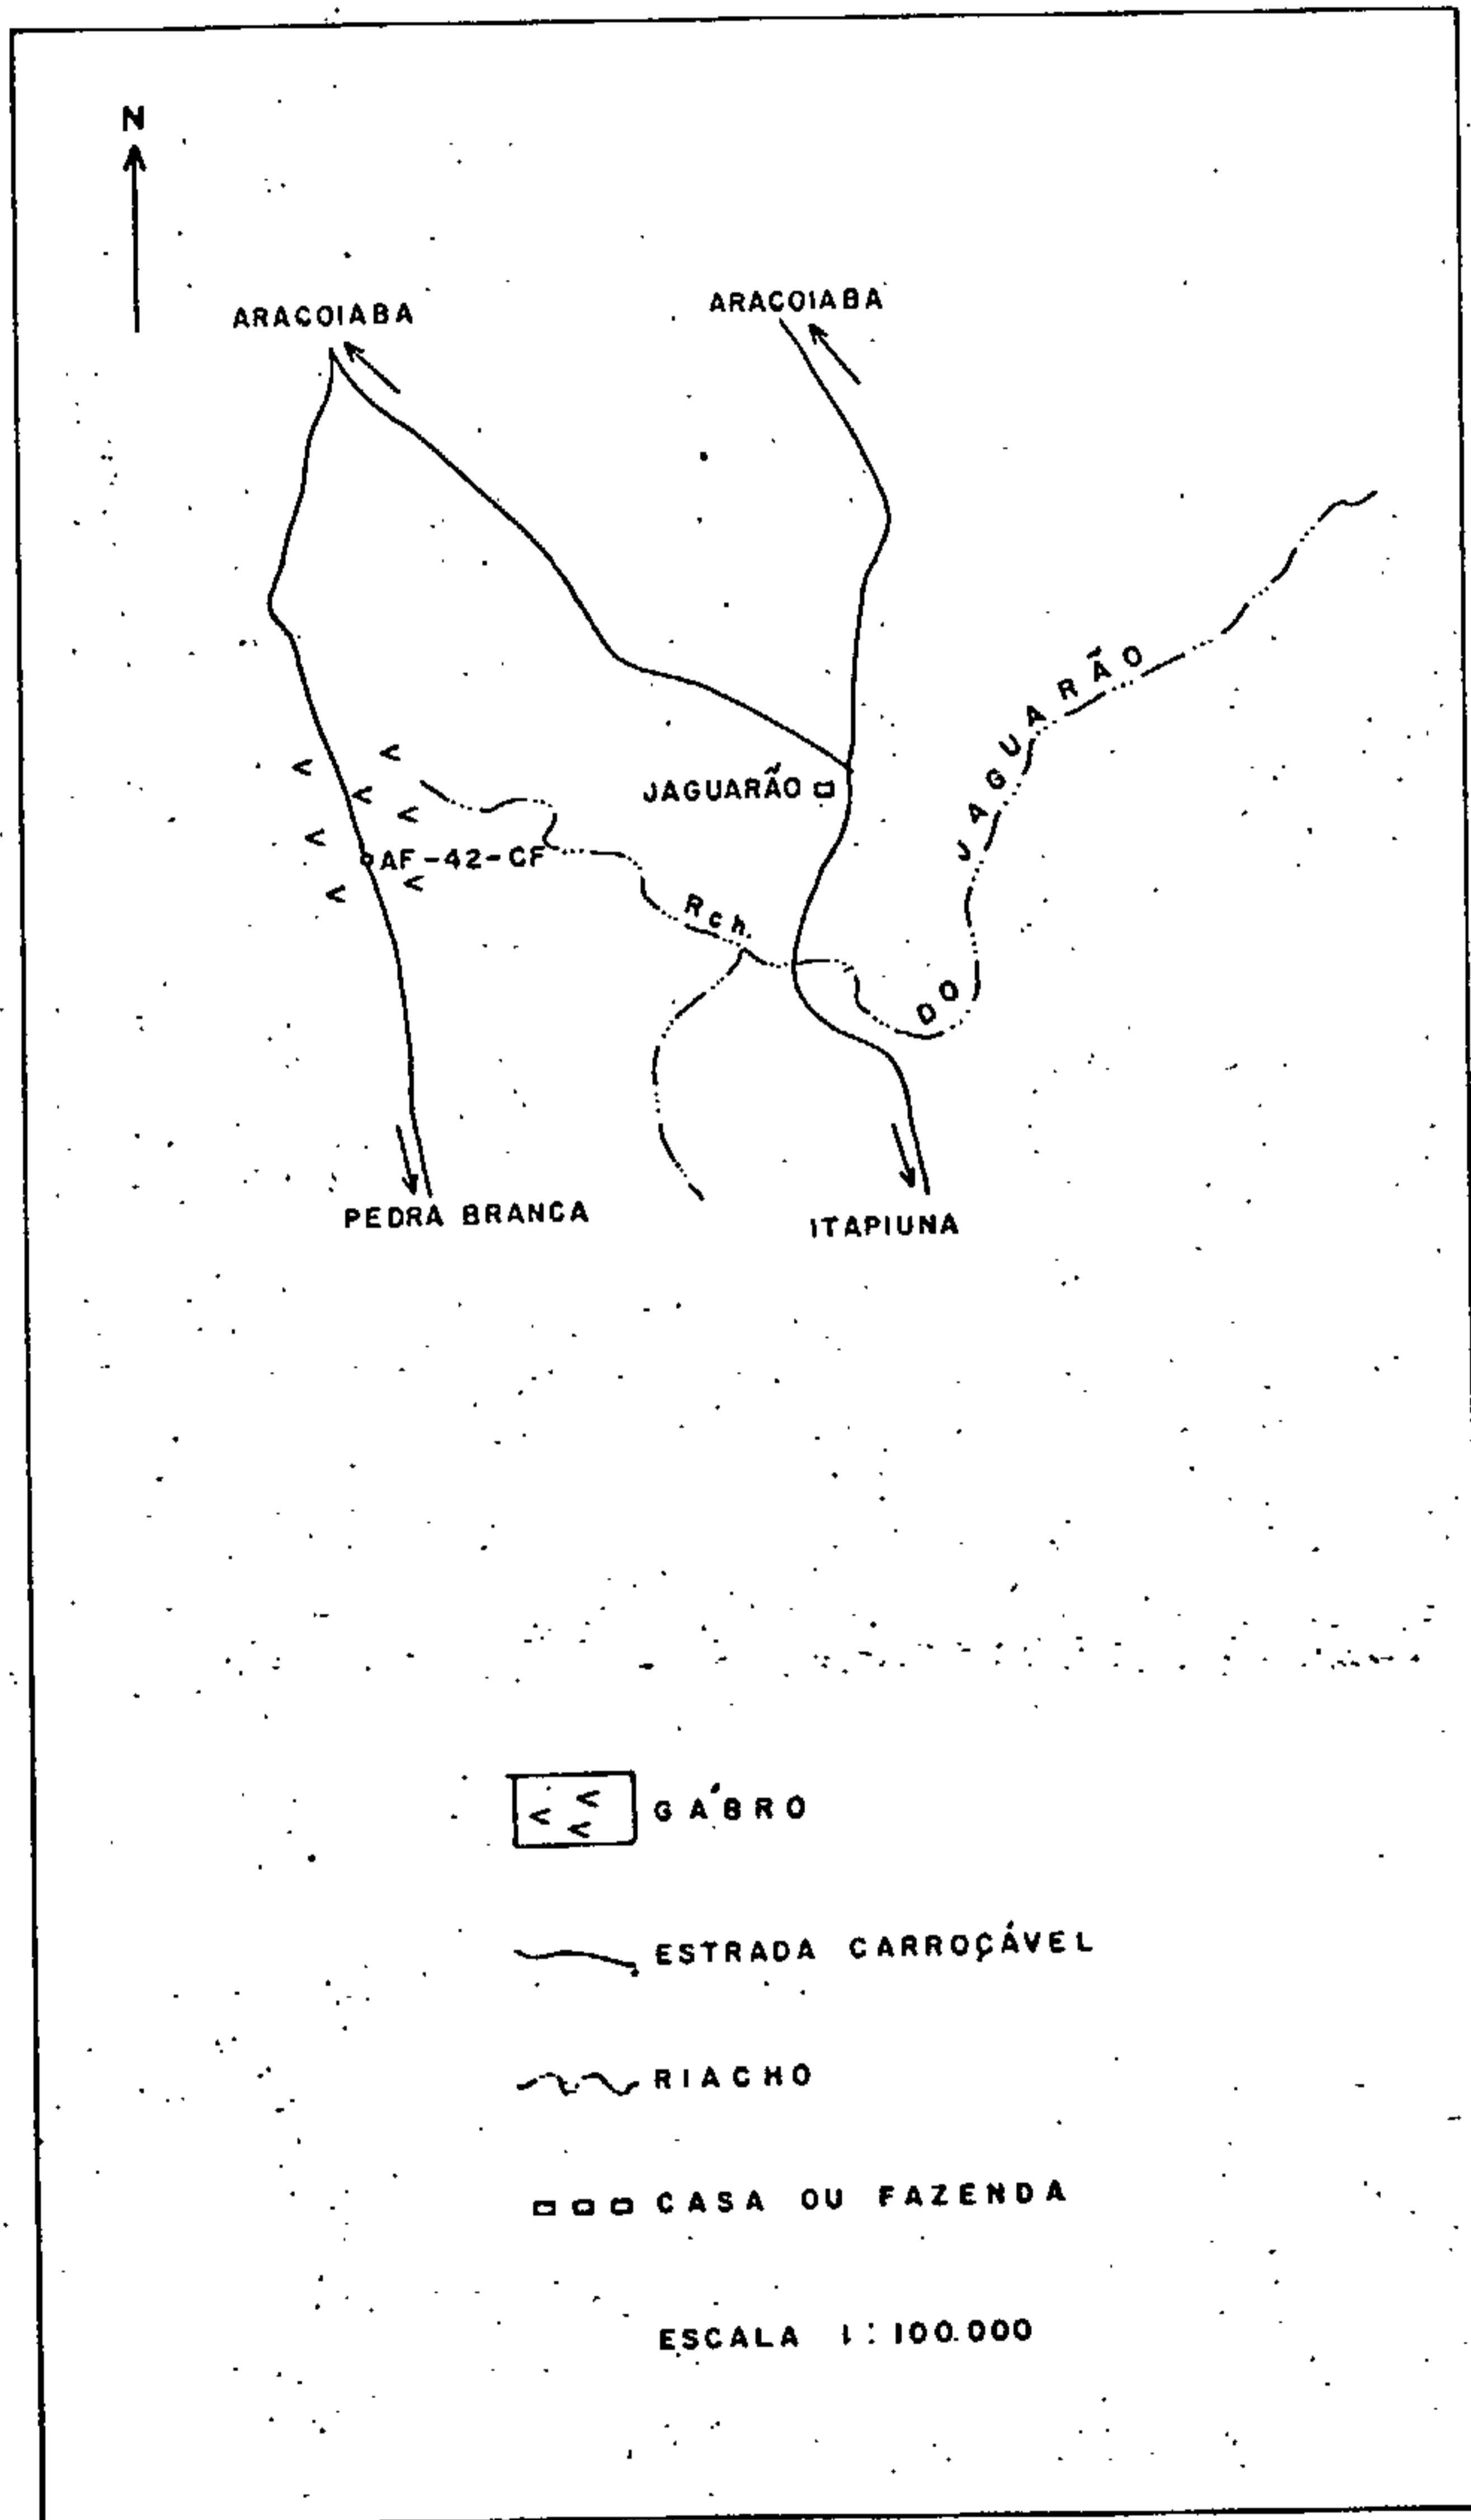 N
ARACOIABA
ARACOIABA
JAGUARÃO
AF-42-CF
Rch. DO JAGUARÃO
PEDRA BRANCA
ITAPIUNA
GÁBRO
ESTRADA CARROÇÁVEL
RIACHO
CASA OU FAZENDA
ESCALA 1:100.000